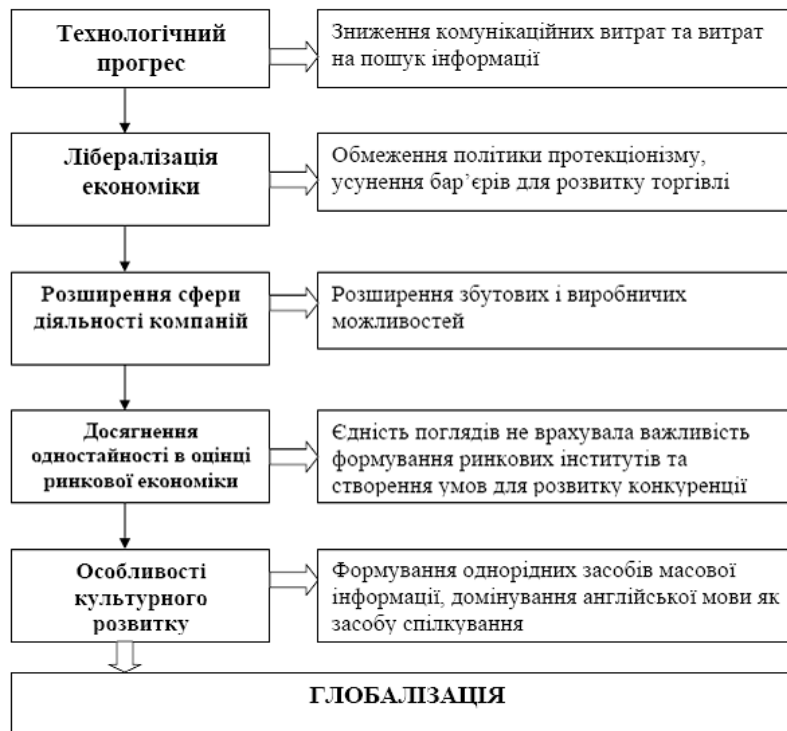 Технологічний
прогрес
Зниження комунікаційних витрат та витрат
на пошук інформації
Лібералізація
економіки
Обмеження політики протекціонізму,
усунення бар’єрів для розвитку торгівлі
Розширення сфери
діяльності компаній
Розширення збутових і виробничих
можливостей
Досягнення
одностайності в оцінці
ринкової економіки
Єдність поглядів не врахувала важливість
формування ринкових інститутів та
створення умов для розвитку конкуренції
Особливості
культурного
розвитку
Формування однорідних засобів масової
інформації, домінування англійської мови як
засобу спілкування
ГЛОБАЛІЗАЦІЯ